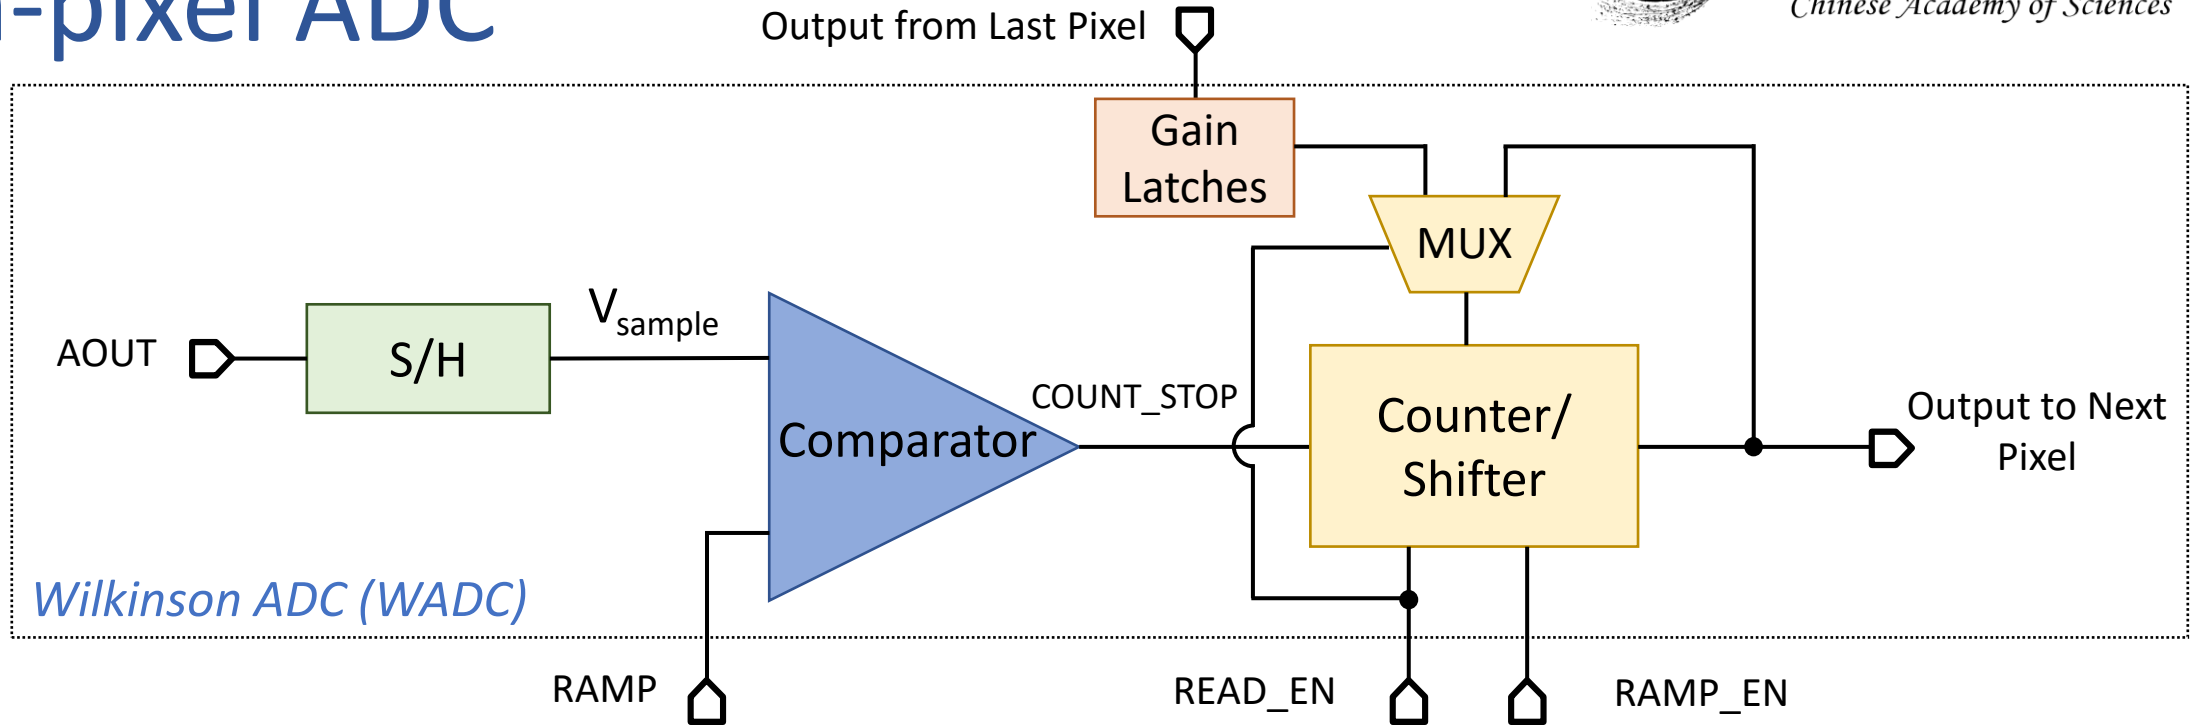 -pixel ADC
Chinese Academy of Sciences
Output from Last Pixel
Gain
Latches
MUX
V_sample
AOUT
S/H
COUNT_STOP
Comparator
Counter/
Shifter
Output to Next
Pixel
Wilkinson ADC (WADC)
RAMP
READ_EN
RAMP_EN